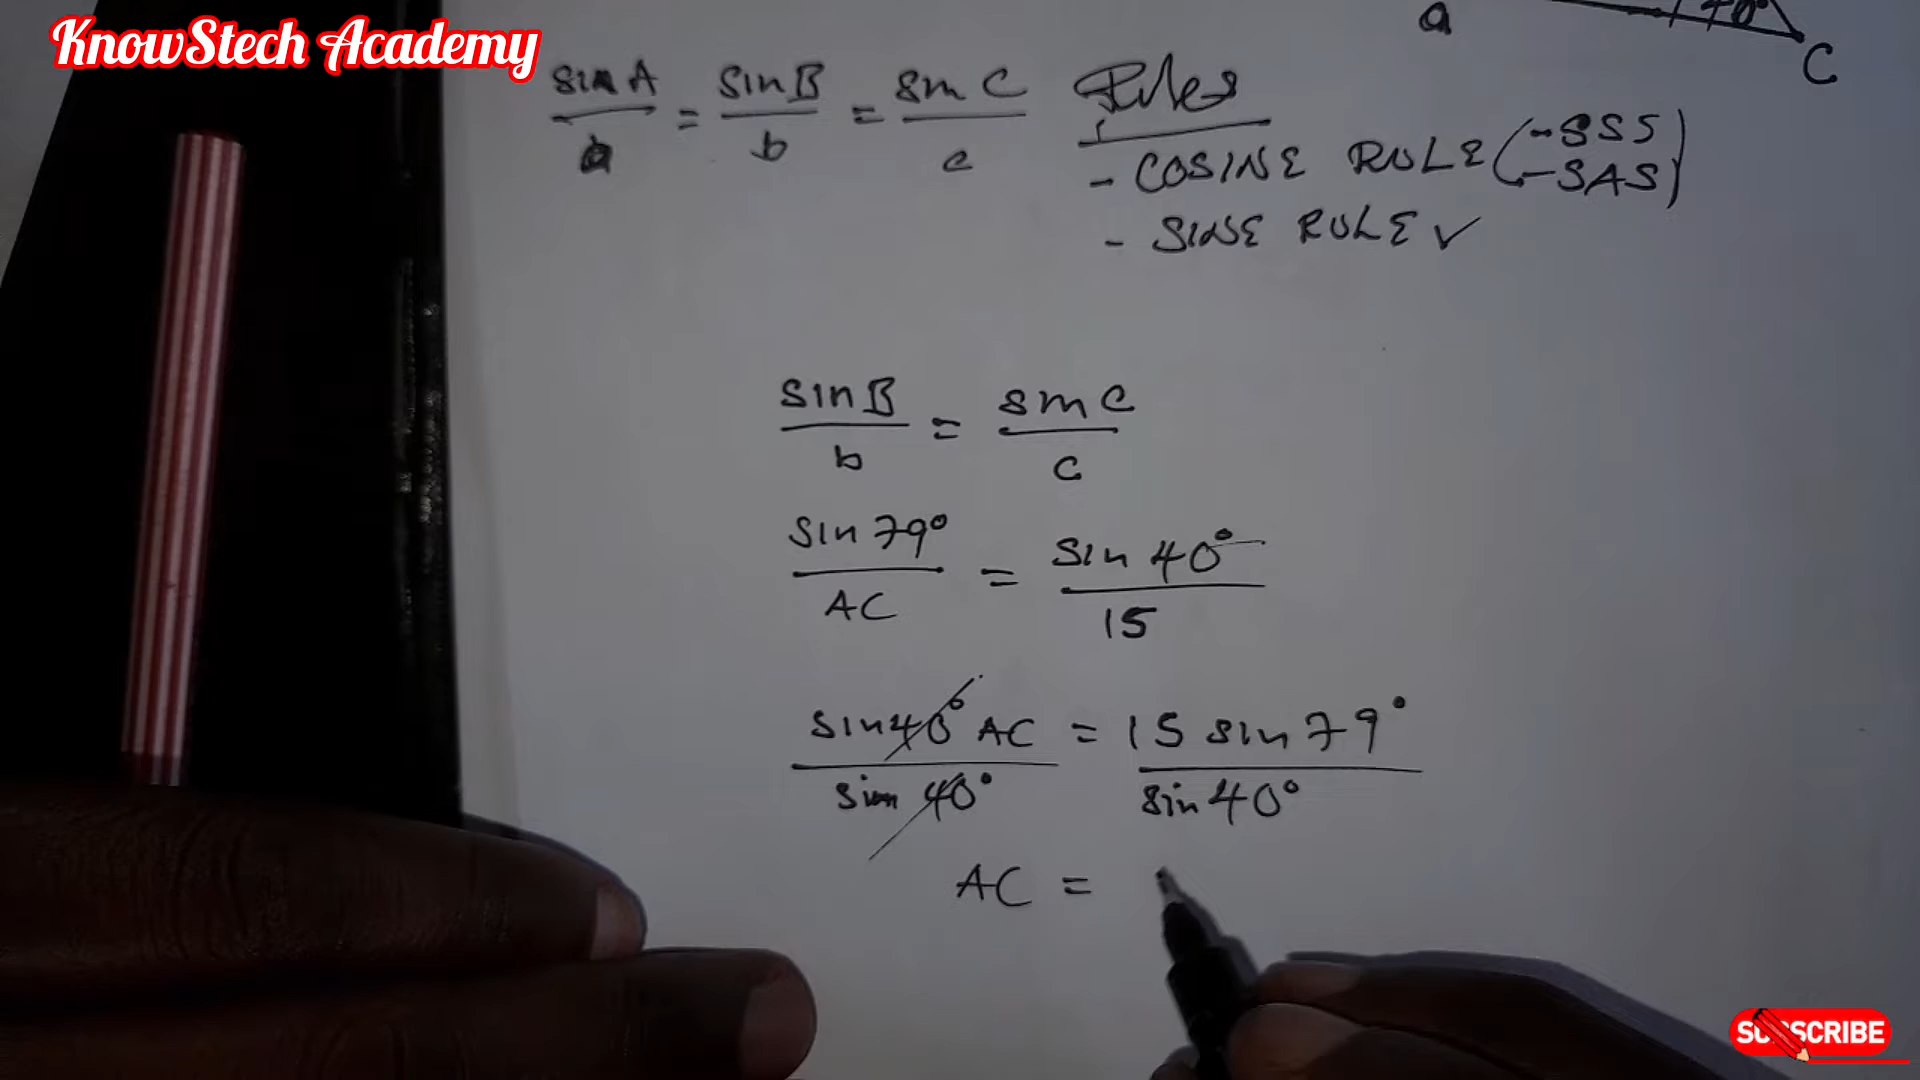 KnowStech Academy
a
40°
C
sin A / a = sin B / b = sin C / c
Rules
- COSINE RULE (-SSS
-SAS)
- SINE RULE ✓
sin B / b = sin C / c
sin 79° / AC = sin 40° / 15
sin 40° AC / sin 40° = 15 sin 79° / sin 40°
AC =
SUBSCRIBE